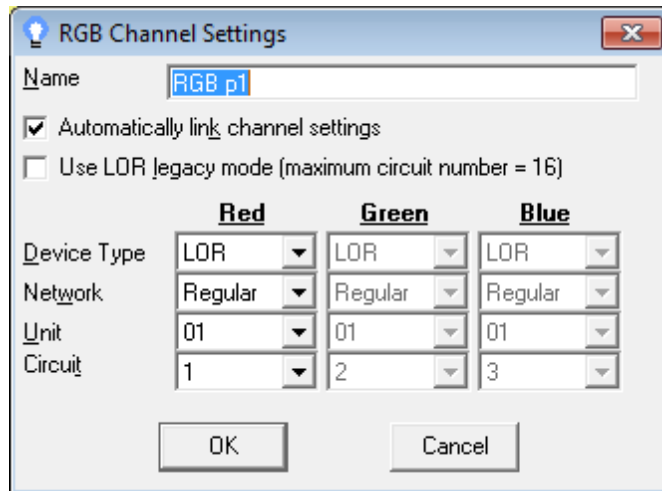 RGB Channel Settings
Name RGB p1
Automatically link channel settings
Use LOR legacy mode (maximum circuit number = 16)
Red Green Blue
Device Type LOR LOR LOR
Network Regular Regular Regular
Unit 01 01 01
Circuit 1 2 3
OK Cancel